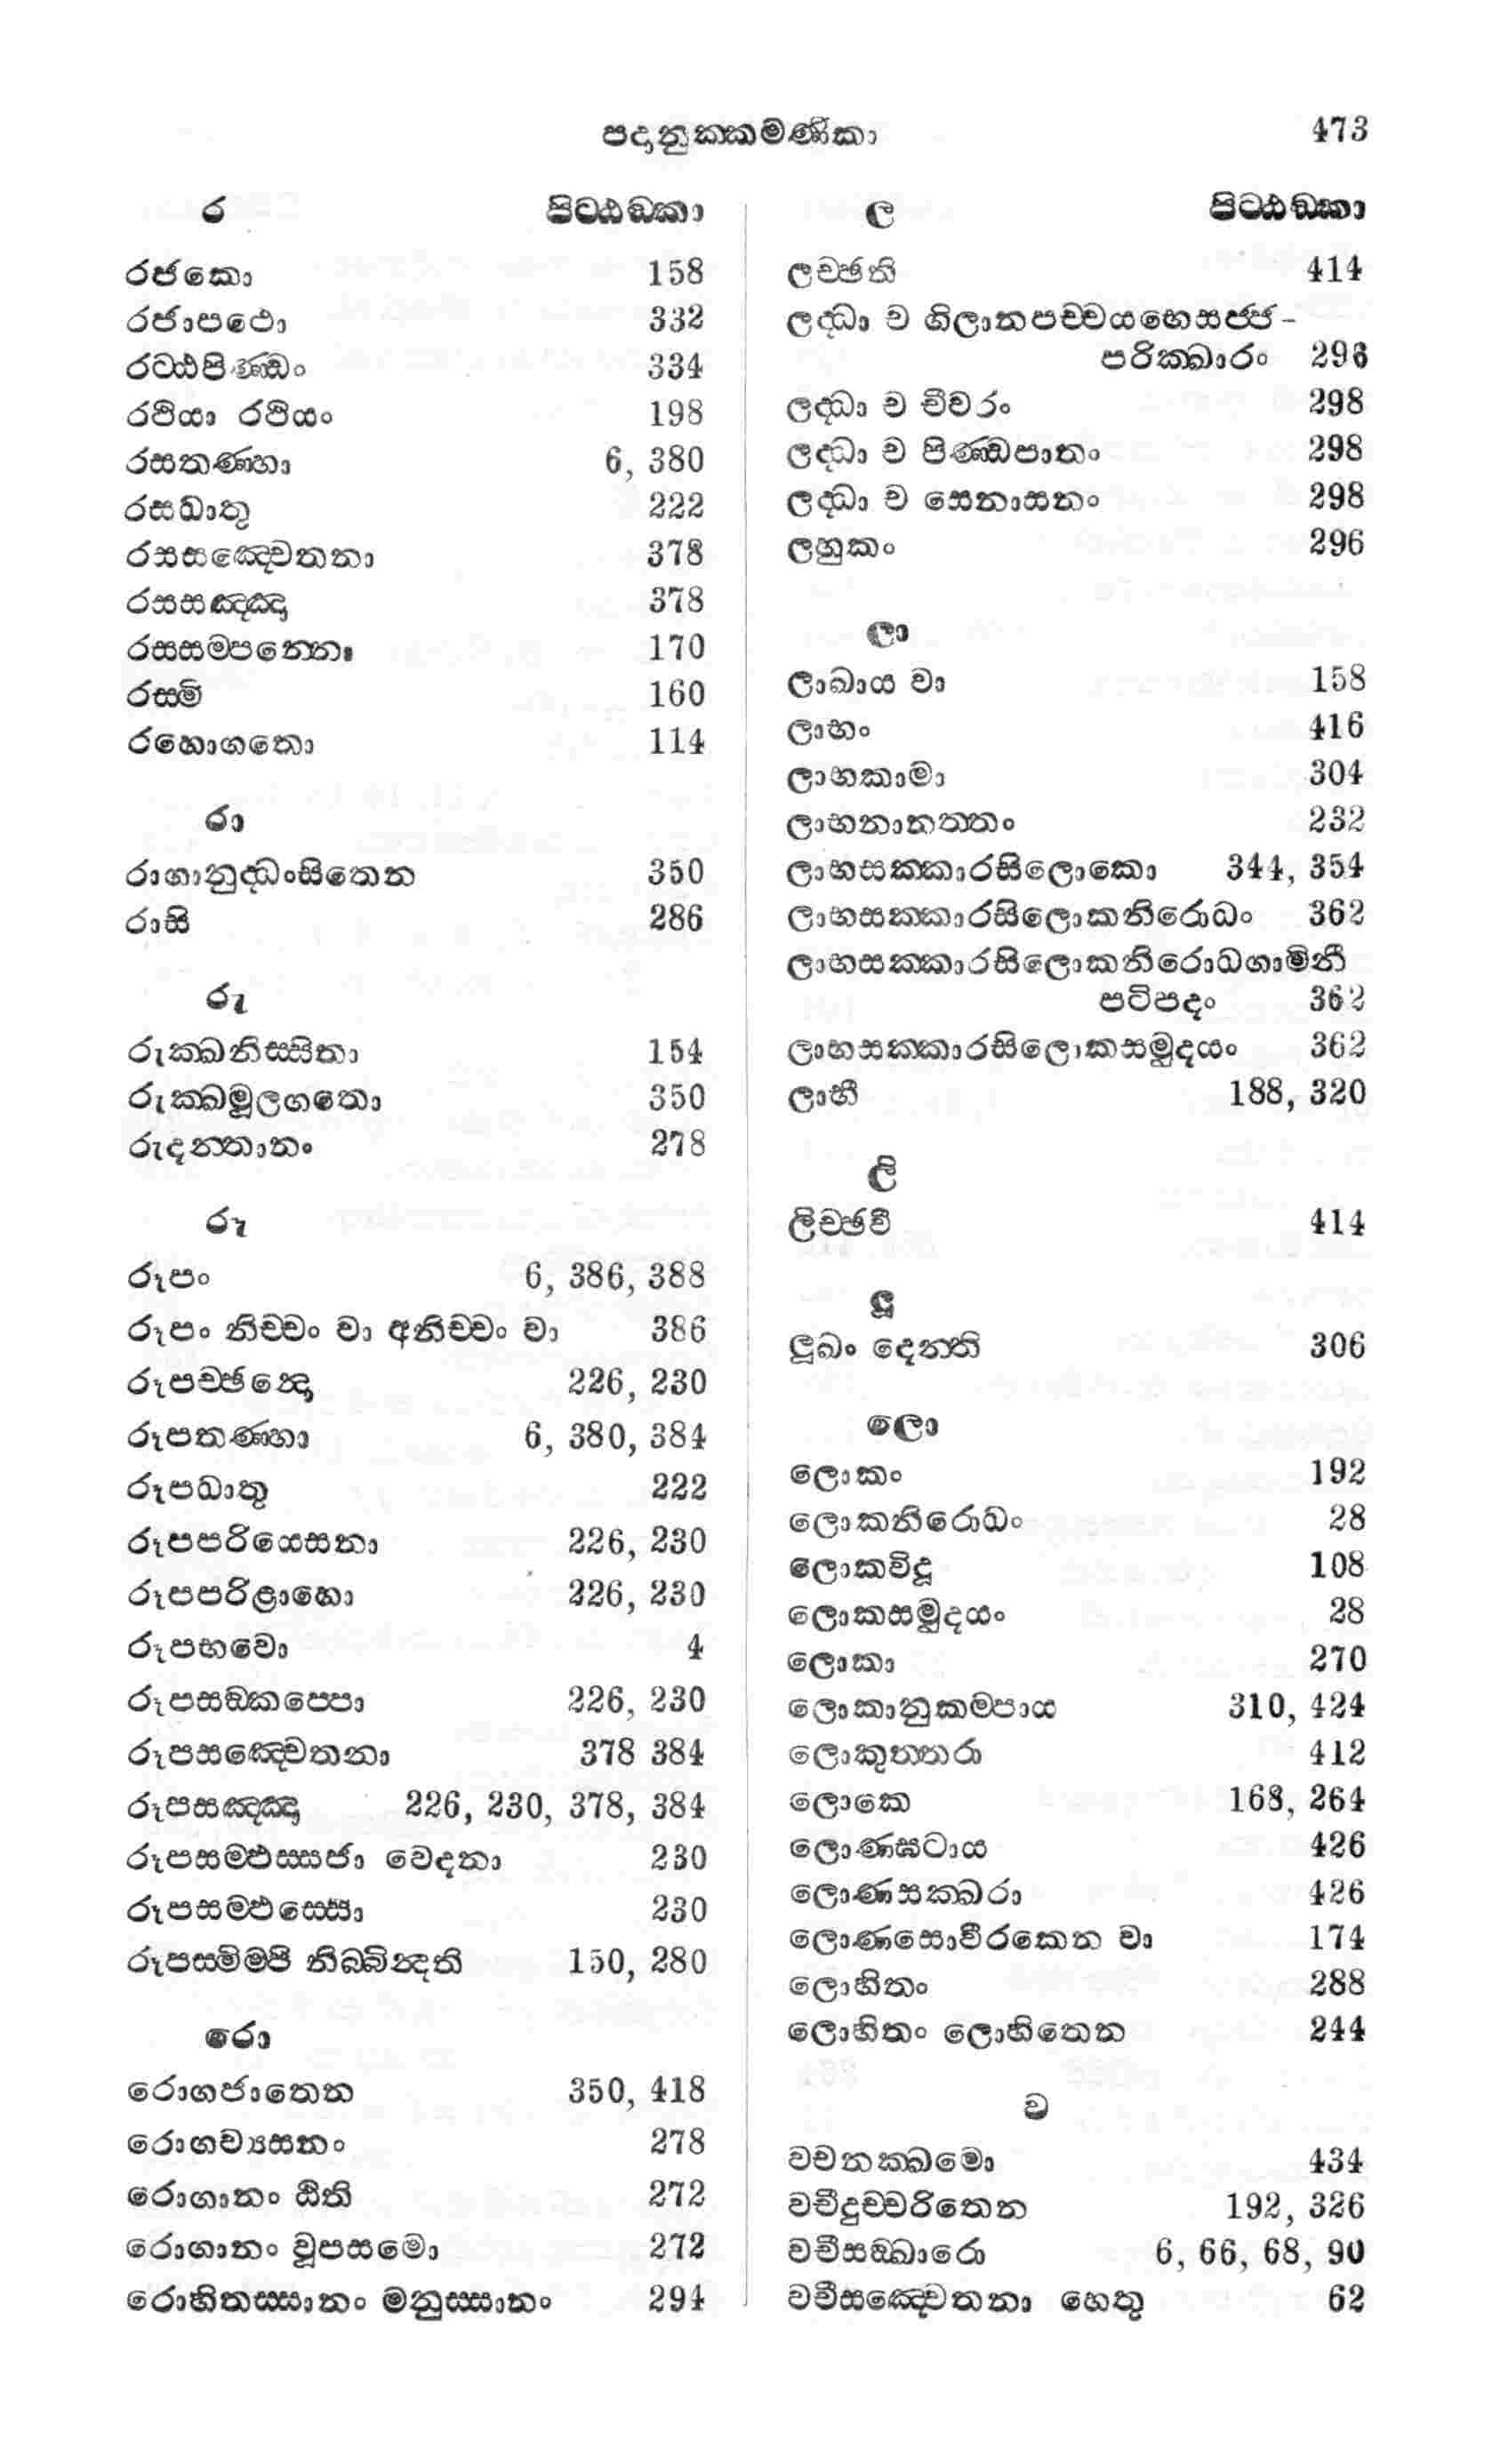 පදානුක්කමණිකා 473
ර පිට්ඨඞ්කා
රජකො 158
රජාපථො 332
රට්ඨපිණ්ඩං 334
රථියා රථියං 198
රසතණ්හා 6, 380
රසධාතු 222
රසසඤ්චෙතනා 378
රසසඤ්ඤා 378
රසසම්පන්නො 170
රස්මි 160
රහොගතො 114
රා
රාගානුද්ධංසිතෙන 350
රාසි 286
රු
රුක්ඛනිස්සිතා 154
රුක්ඛමූලගතො 350
රුදන්තානං 278
රූ
රූපං 6, 386, 388
රූපං නිච්චං වා අනිච්චං වා 386
රූපච්ඡන්දො 226, 230
රූපතණ්හා 6, 380, 384
රූපධාතු 222
රූපපරියෙසනා 226, 230
රූපපරිළාහො 226, 230
රූපභවො 4
රූපසඞ්කප්පො 226, 230
රූපසඤ්චෙතනා 378 384
රූපසඤ්ඤා 226, 230, 378, 384
රූපසම්ඵස්සජා වෙදනා 230
රූපසම්ඵස්සො 230
රූපස්මිම්පි නිබ්බින්දති 150, 280
රො
රොගජාතෙන 350, 418
රොගව්‍යසනං 278
රොගානං ඨිති 272
රොගානං වූපසමො 272
රොහිතස්සානං මනුස්සානං 294
ල පිට්ඨඞ්කා
ලච්ඡති 414
ලද්ධා ච ගිලානපච්චයභෙසජ්ජ-
පරික්ඛාරං 298
ලද්ධා ච චීවරං 298
ලද්ධා ච පිණ්ඩපාතං 298
ලද්ධා ච සෙනාසනං 298
ලහුකං 296
ලා
ලාඛාය වා 158
ලාභං 416
ලාභකාමා 304
ලාභනානත්තං 232
ලාභසක්කාරසිලොකො 344, 354
ලාභසක්කාරසිලොකනිරොධං 362
ලාභසක්කාරසිලොකනිරොධගාමිනී
පටිපදං 362
ලාභසක්කාරසිලොකසමුදයං 362
ලාභී 188, 320
ලි
ලිච්ඡවී 414
ලූ
ලූඛං දෙන්ති 306
ලො
ලොකං 192
ලොකනිරොධං 28
ලොකවිදූ 108
ලොකසමුදයං 28
ලොකා 270
ලොකානුකම්පාය 310, 424
ලොකුත්තරා 412
ලොකෙ 168, 264
ලොණඝටාය 426
ලොණසක්ඛරා 426
ලොණසොවීරකෙන වා 174
ලොහිතං 288
ලොහිතං ලොහිතෙන 244
ව
වචනක්ඛමො 434
වචීදුච්චරිතෙන 192, 326
වචීසඞ්ඛාරො 6, 66, 68, 90
වචීසඤ්චෙතනා හෙතු 62